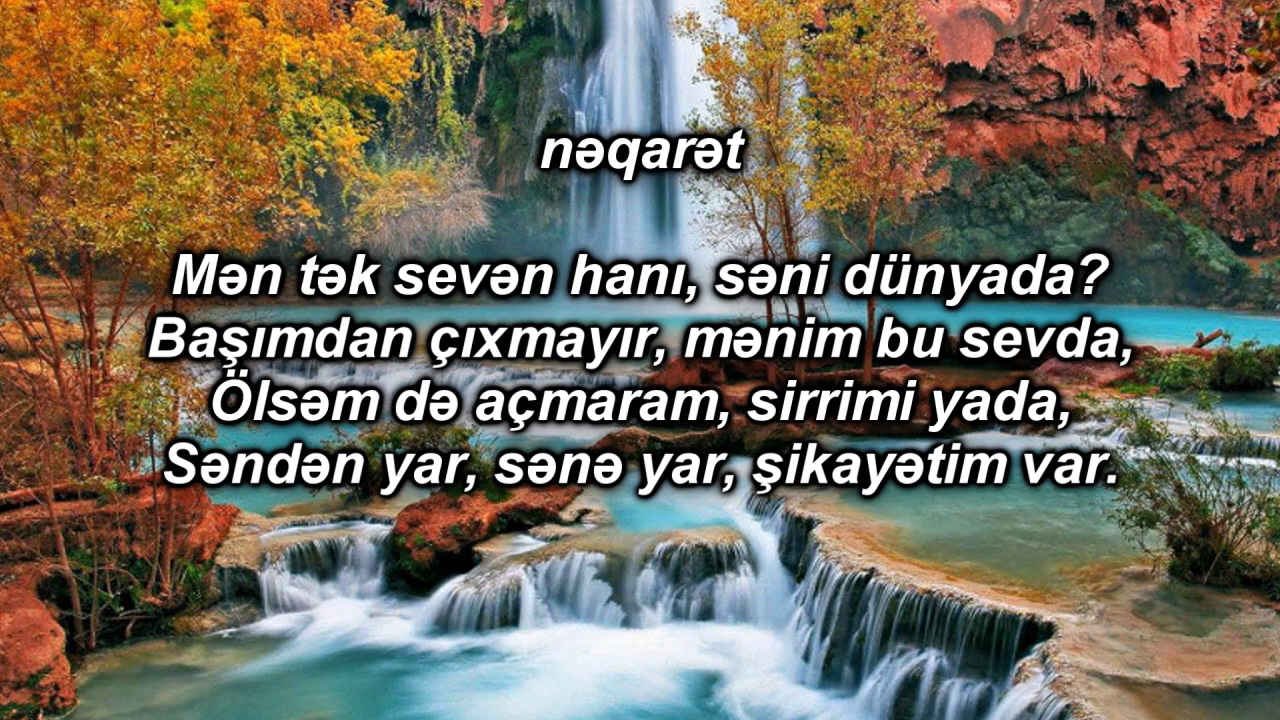 nəqarət
Mən tək sevən hanı, səni dünyada?
Başımdan çıxmayır, mənim bu sevda,
Ölsəm də açmaram, sirrimi yada,
Səndən yar, sənə yar, şikayətim var.